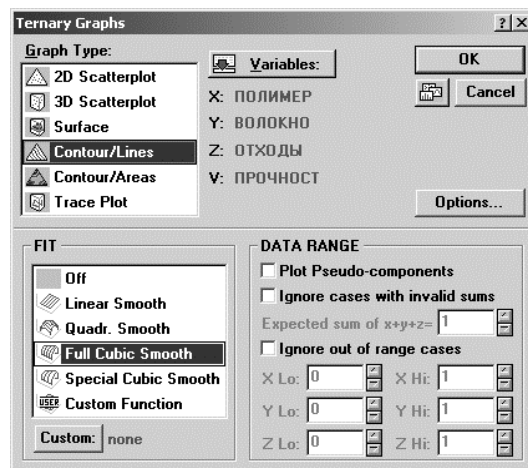 Ternary Graphs
Graph Type:
2D Scatterplot
3D Scatterplot
Surface
Contour/Lines
Contour/Areas
Trace Plot
Variables:
X: ПОЛИМЕР
Y: ВОЛОКНО
Z: ОТХОДЫ
V: ПРОЧНОСТ
OK
Cancel
Options...
FIT
Off
Linear Smooth
Quadr. Smooth
Full Cubic Smooth
Special Cubic Smooth
USER Custom Function
Custom: none
DATA RANGE
Plot Pseudo-components
Ignore cases with invalid sums
Expected sum of x+y+z= 1
Ignore out of range cases
X Lo: 0 X Hi: 1
Y Lo: 0 Y Hi: 1
Z Lo: 0 Z Hi: 1